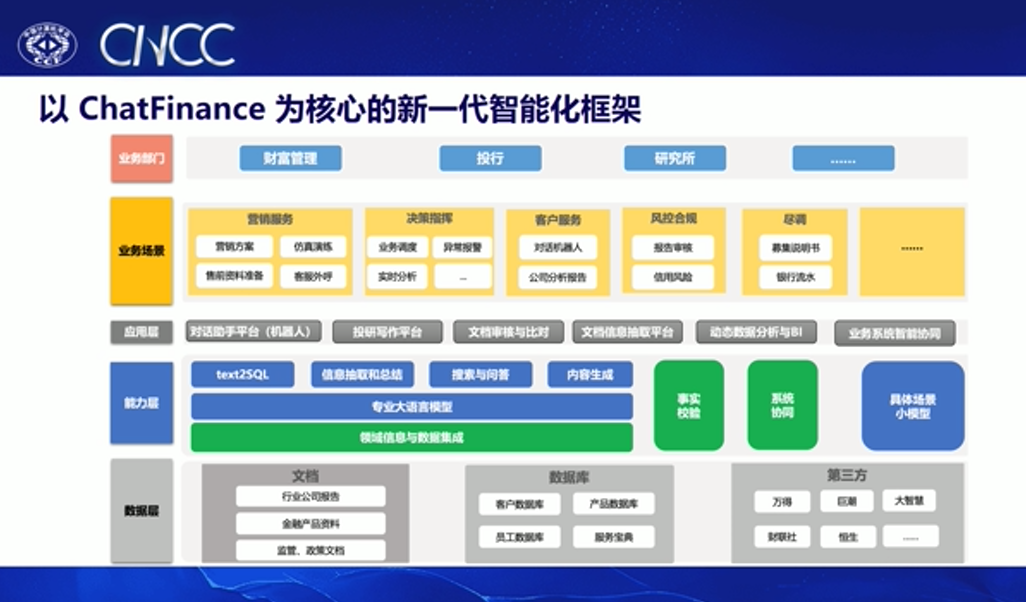 中国计算机学会
CCF
CNCC
以 ChatFinance 为核心的新一代智能化框架
业务部门
财富管理
投行
研究所
......
业务场景
营销服务
营销方案
仿真演练
售前资料准备
客服外呼
决策指挥
业务调度
异常报警
实时分析
...
客户服务
对话机器人
公司分析报告
风控合规
报告审核
信用风险
尽调
募集说明书
银行流水
......
应用层
对话助手平台（机器人）
投研写作平台
文档审核与比对
文档信息抽取平台
动态数据分析与BI
业务系统智能协同
能力层
text2SQL
信息抽取和总结
搜索与问答
内容生成
专业大语言模型
领域信息与数据集成
事实
校验
系统
协同
具体场景
小模型
数据层
文档
行业公司报告
金融产品资料
监管、政策文档
数据库
客户数据库
产品数据库
员工数据库
服务宝典
第三方
万得
巨潮
大智慧
财联社
恒生
......